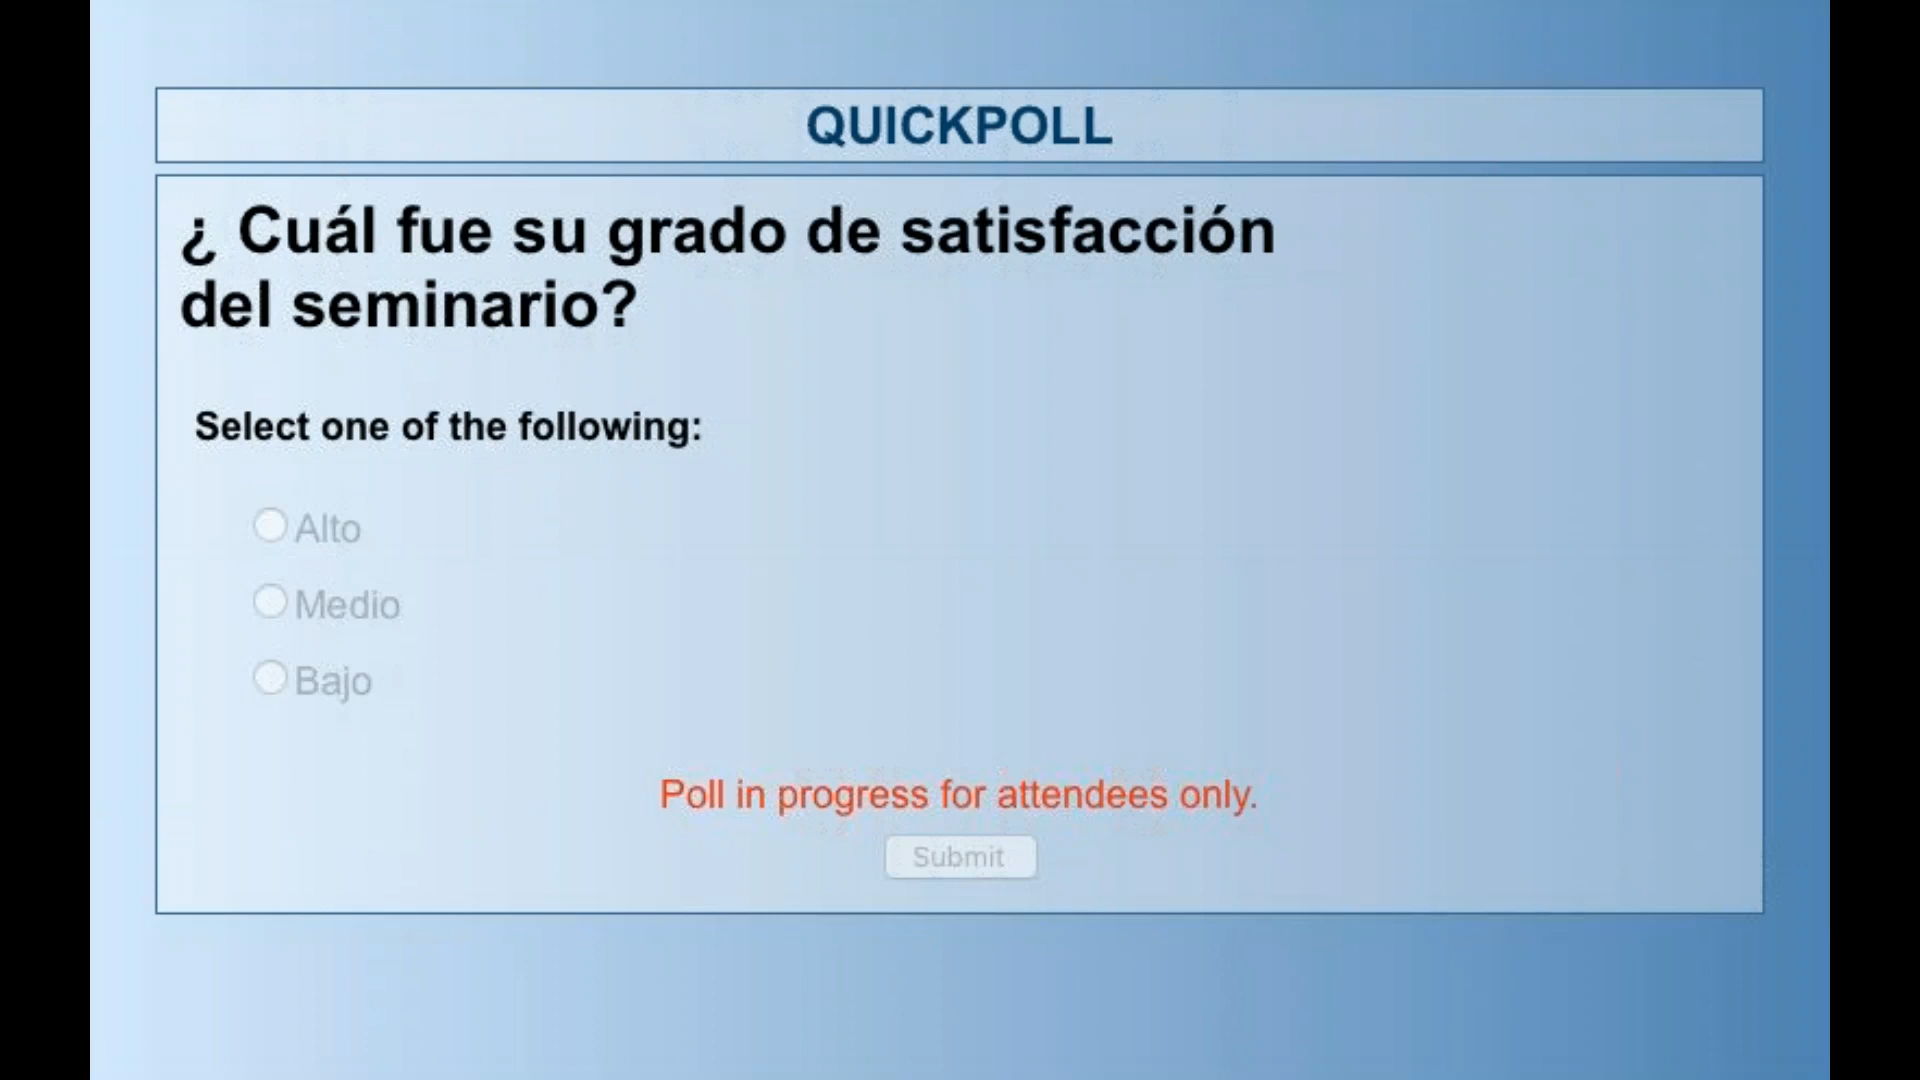 QUICKPOLL
¿ Cuál fue su grado de satisfacción
del seminario?
Select one of the following:
Alto
Medio
Bajo
Poll in progress for attendees only.
Submit